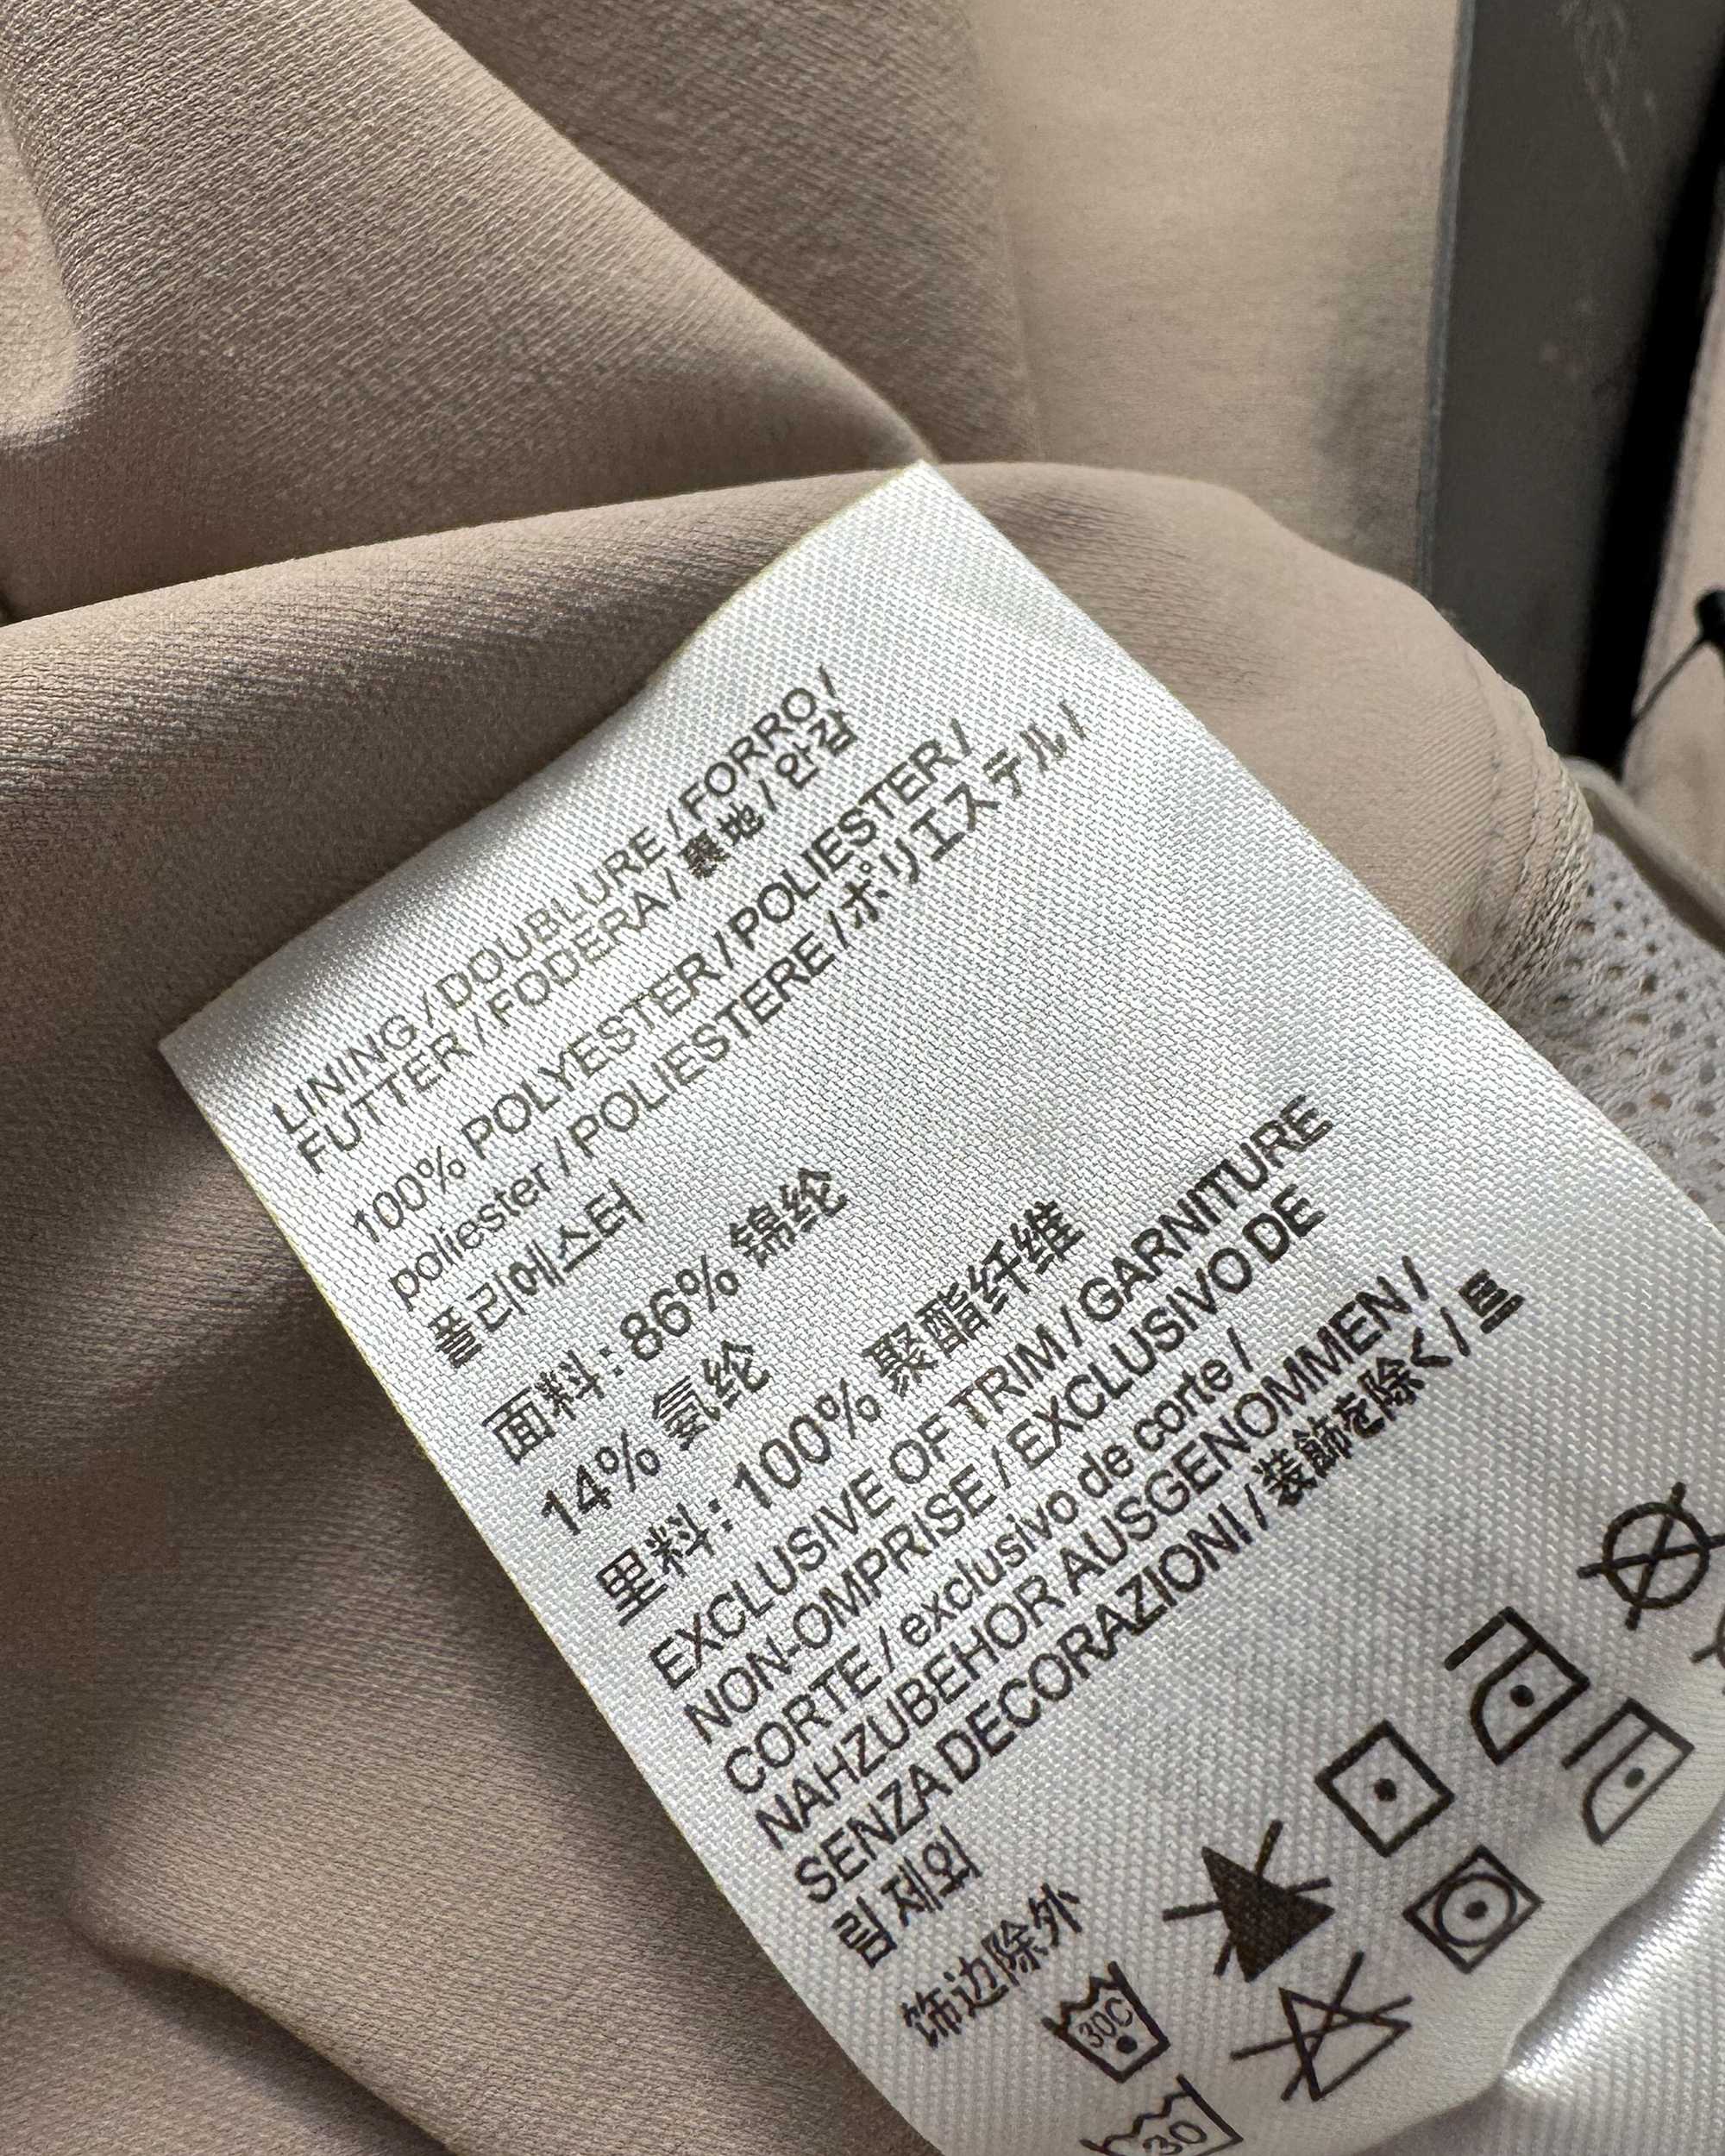 LINING / DOUBLURE / FORRO /
FUTTER / FODERA / 裏地 / 안감
100% POLYESTER / POLIESTER /
poliester / POLIESTERE / ポリエステル /
폴리에스터
面料 : 86% 锦纶
14% 氨纶
里料 : 100% 聚酯纤维
EXCLUSIVE OF TRIM / GARNITURE
NON-OMPRISE / EXCLUSIVO DE
CORTE / exclusivo de corte /
NAHZUBEHOR AUSGENOMMEN /
SENZA DECORAZIONI / 装飾を除く / 트
림 제외
饰边除外
30C
30